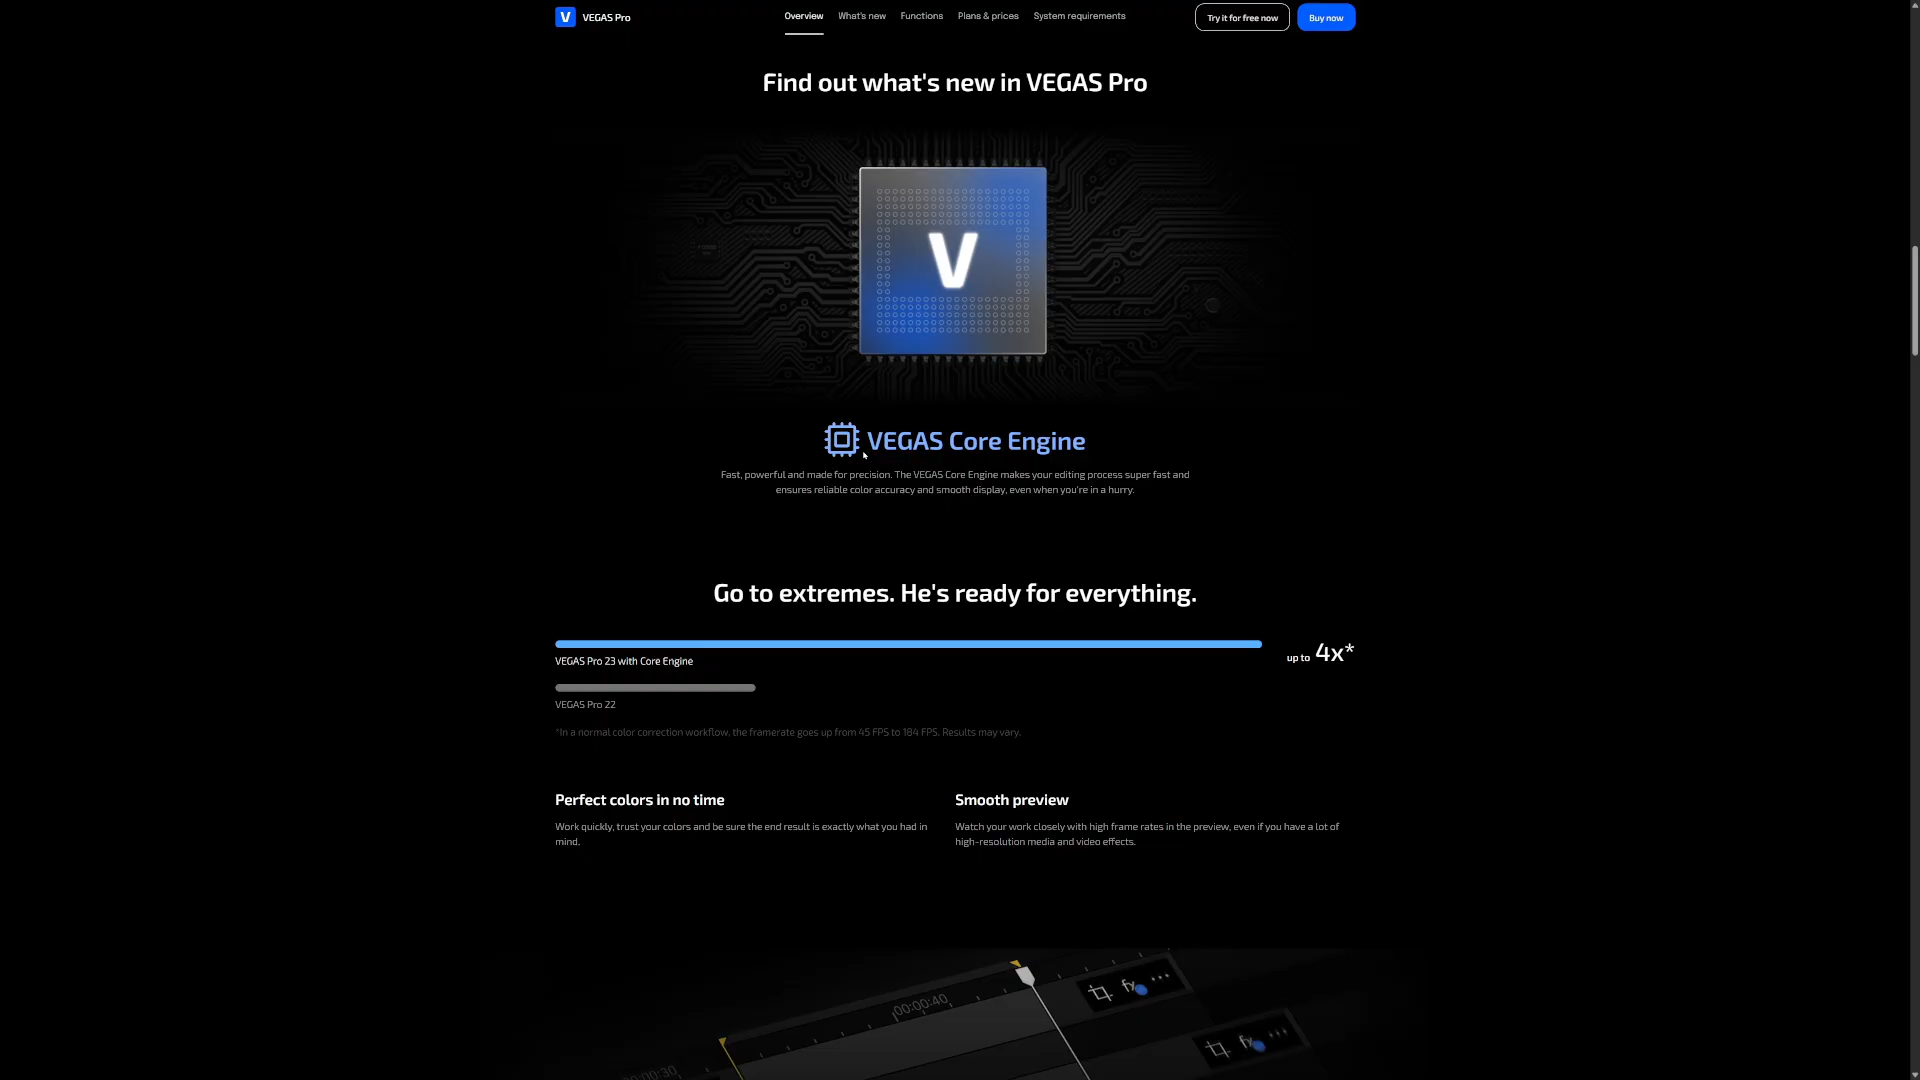 V VEGAS Pro
Overview What's new Functions Plans & prices System requirements
Try it for free now Buy now
Find out what's new in VEGAS Pro
V
VEGAS Core Engine
Fast, powerful and made for precision. The VEGAS Core Engine makes your editing process super fast and
ensures reliable color accuracy and smooth display, even when you're in a hurry.
Go to extremes. He's ready for everything.
VEGAS Pro 23 with Core Engine
up to 4x*
VEGAS Pro 22
*In a normal color correction workflow, the framerate goes up from 45 FPS to 184 FPS. Results may vary.
Perfect colors in no time
Work quickly, trust your colors and be sure the end result is exactly what you had in
mind.
Smooth preview
Watch your work closely with high frame rates in the preview, even if you have a lot of
high-resolution media and video effects.
00:00:40
fx
fx
00:00:30